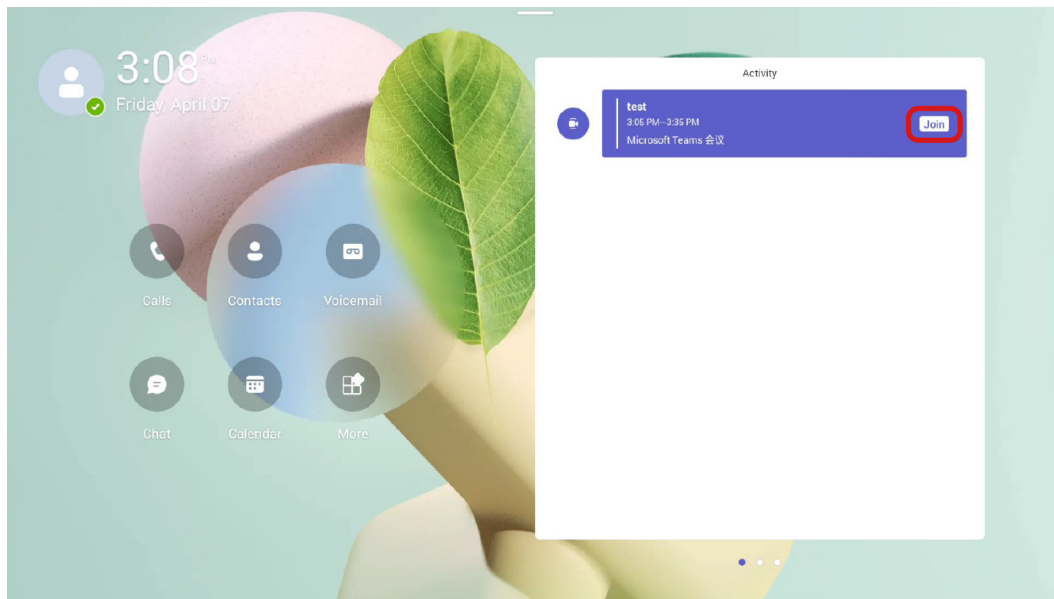 3:08 PM
Friday, April 07
Calls
Contacts
Voicemail
Chat
Calendar
More
Activity
test
3:05 PM–3:35 PM
Microsoft Teams 会议
Join